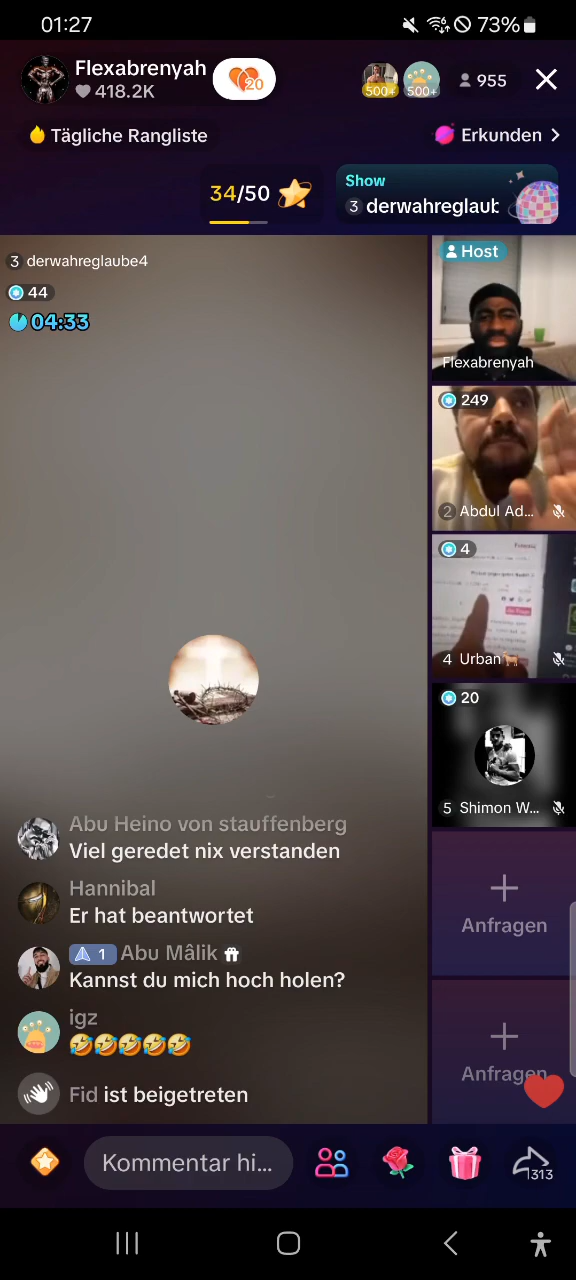 01:27
73%
Flexabrenyah
418.2K
20
500+
500+
955
Tägliche Rangliste
Erkunden
34/50
Show
3 derwahreglaub
3 derwahreglaube4
44
04:33
Host
Flexabrenyah
249
2 Abdul Ad...
4
4 Urban
20
5 Shimon W...
Anfragen
Anfragen
Abu Heino von stauffenberg
Viel geredet nix verstanden
Hannibal
Er hat beantwortet
1 Abu Mâlik
Kannst du mich hoch holen?
igz
🤣🤣🤣🤣🤣
Fid ist beigetreten
Kommentar hi...
313